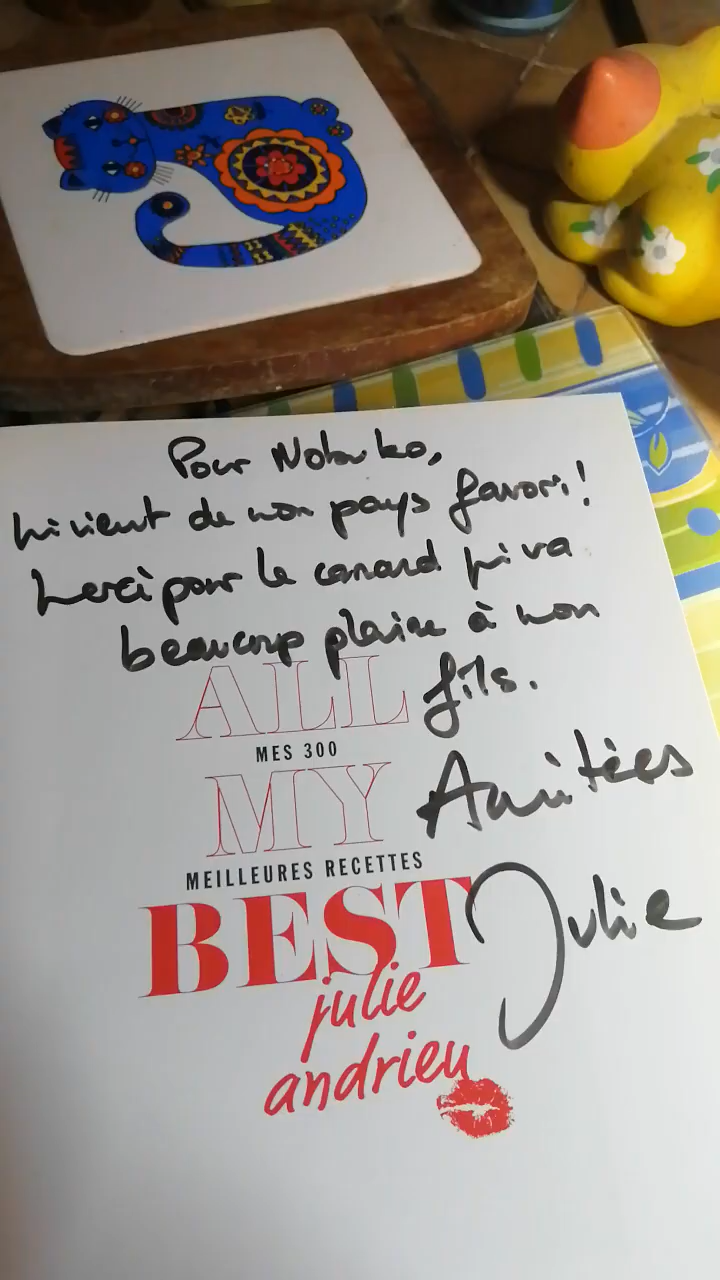 Pour Nobuko,
qui vient de mon pays favori!
Merci pour le canard qui va
beaucoup plaire à mon
fils.
ALL
MES 300
MY
Amitiées
MEILLEURES RECETTES
BEST
Julie
julie
andrieu